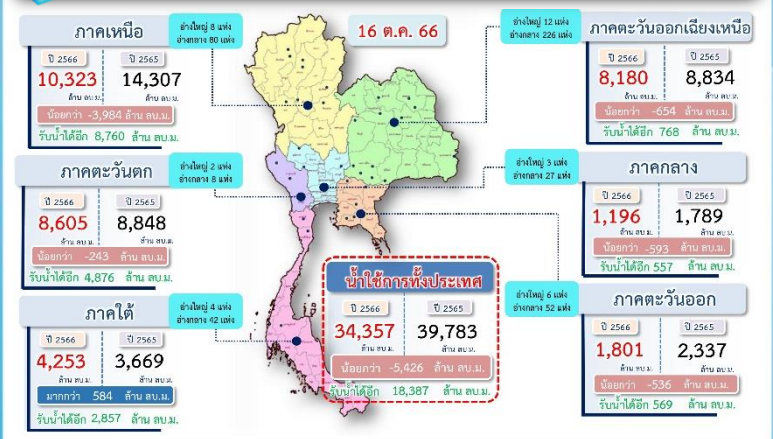 16 ต.ค. 66
ภาคเหนือ
อ่างใหญ่ 8 แห่ง
อ่างกลาง 80 แห่ง
ปี 2566
ปี 2565
10,323
14,307
ล้าน ลบ.ม.
ล้าน ลบ.ม.
น้อยกว่า -3,984 ล้าน ลบ.ม.
รับน้ำได้อีก 8,760 ล้าน ลบ.ม.
ภาคตะวันออกเฉียงเหนือ
อ่างใหญ่ 12 แห่ง
อ่างกลาง 226 แห่ง
ปี 2566
ปี 2565
8,180
8,834
ล้าน ลบ.ม.
ล้าน ลบ.ม.
น้อยกว่า -654 ล้าน ลบ.ม.
รับน้ำได้อีก 768 ล้าน ลบ.ม.
ภาคตะวันตก
อ่างใหญ่ 2 แห่ง
อ่างกลาง 8 แห่ง
ปี 2566
ปี 2565
8,605
8,848
ล้าน ลบ.ม.
ล้าน ลบ.ม.
น้อยกว่า -243 ล้าน ลบ.ม.
รับน้ำได้อีก 4,876 ล้าน ลบ.ม.
ภาคกลาง
อ่างใหญ่ 3 แห่ง
อ่างกลาง 27 แห่ง
ปี 2566
ปี 2565
1,196
1,789
ล้าน ลบ.ม.
ล้าน ลบ.ม.
น้อยกว่า -593 ล้าน ลบ.ม.
รับน้ำได้อีก 557 ล้าน ลบ.ม.
ภาคใต้
อ่างใหญ่ 4 แห่ง
อ่างกลาง 42 แห่ง
ปี 2566
ปี 2565
4,253
3,669
ล้าน ลบ.ม.
ล้าน ลบ.ม.
มากกว่า 584 ล้าน ลบ.ม.
รับน้ำได้อีก 2,857 ล้าน ลบ.ม.
น้ำใช้การทั้งประเทศ
ปี 2566
ปี 2565
34,357
39,783
ล้าน ลบ.ม.
ล้าน ลบ.ม.
น้อยกว่า -5,426 ล้าน ลบ.ม.
รับน้ำได้อีก 18,387 ล้าน ลบ.ม.
ภาคตะวันออก
อ่างใหญ่ 6 แห่ง
อ่างกลาง 52 แห่ง
ปี 2566
ปี 2565
1,801
2,337
ล้าน ลบ.ม.
ล้าน ลบ.ม.
น้อยกว่า -536 ล้าน ลบ.ม.
รับน้ำได้อีก 569 ล้าน ลบ.ม.